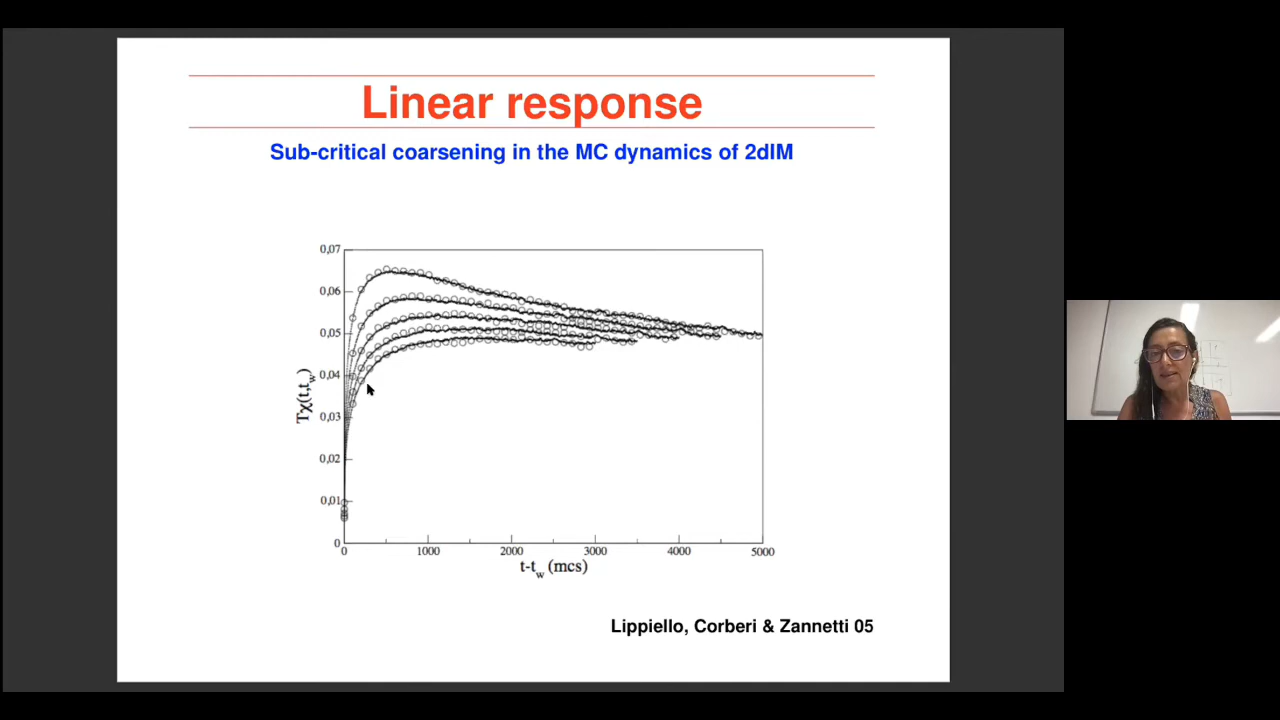 Linear response
Sub-critical coarsening in the MC dynamics of 2dIM
0,07
0,06
0,05
0,04
0,03
0,02
0,01
0
Tχ(t,t_w)
0 1000 2000 3000 4000 5000
t-t_w (mcs)
Lippiello, Corberi & Zannetti 05